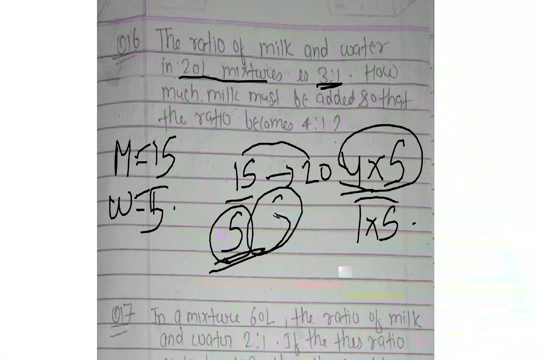 Q16 The ratio of milk and water
in 20L mixtures is 3:1. How
much milk must be added so that
the ratio becomes 4:1?
M=15
W=5.
15 → 20 4×5
5 1×5.
Q17 In a mixture 60L, the ratio of milk
and water 2:1. If the this ratio